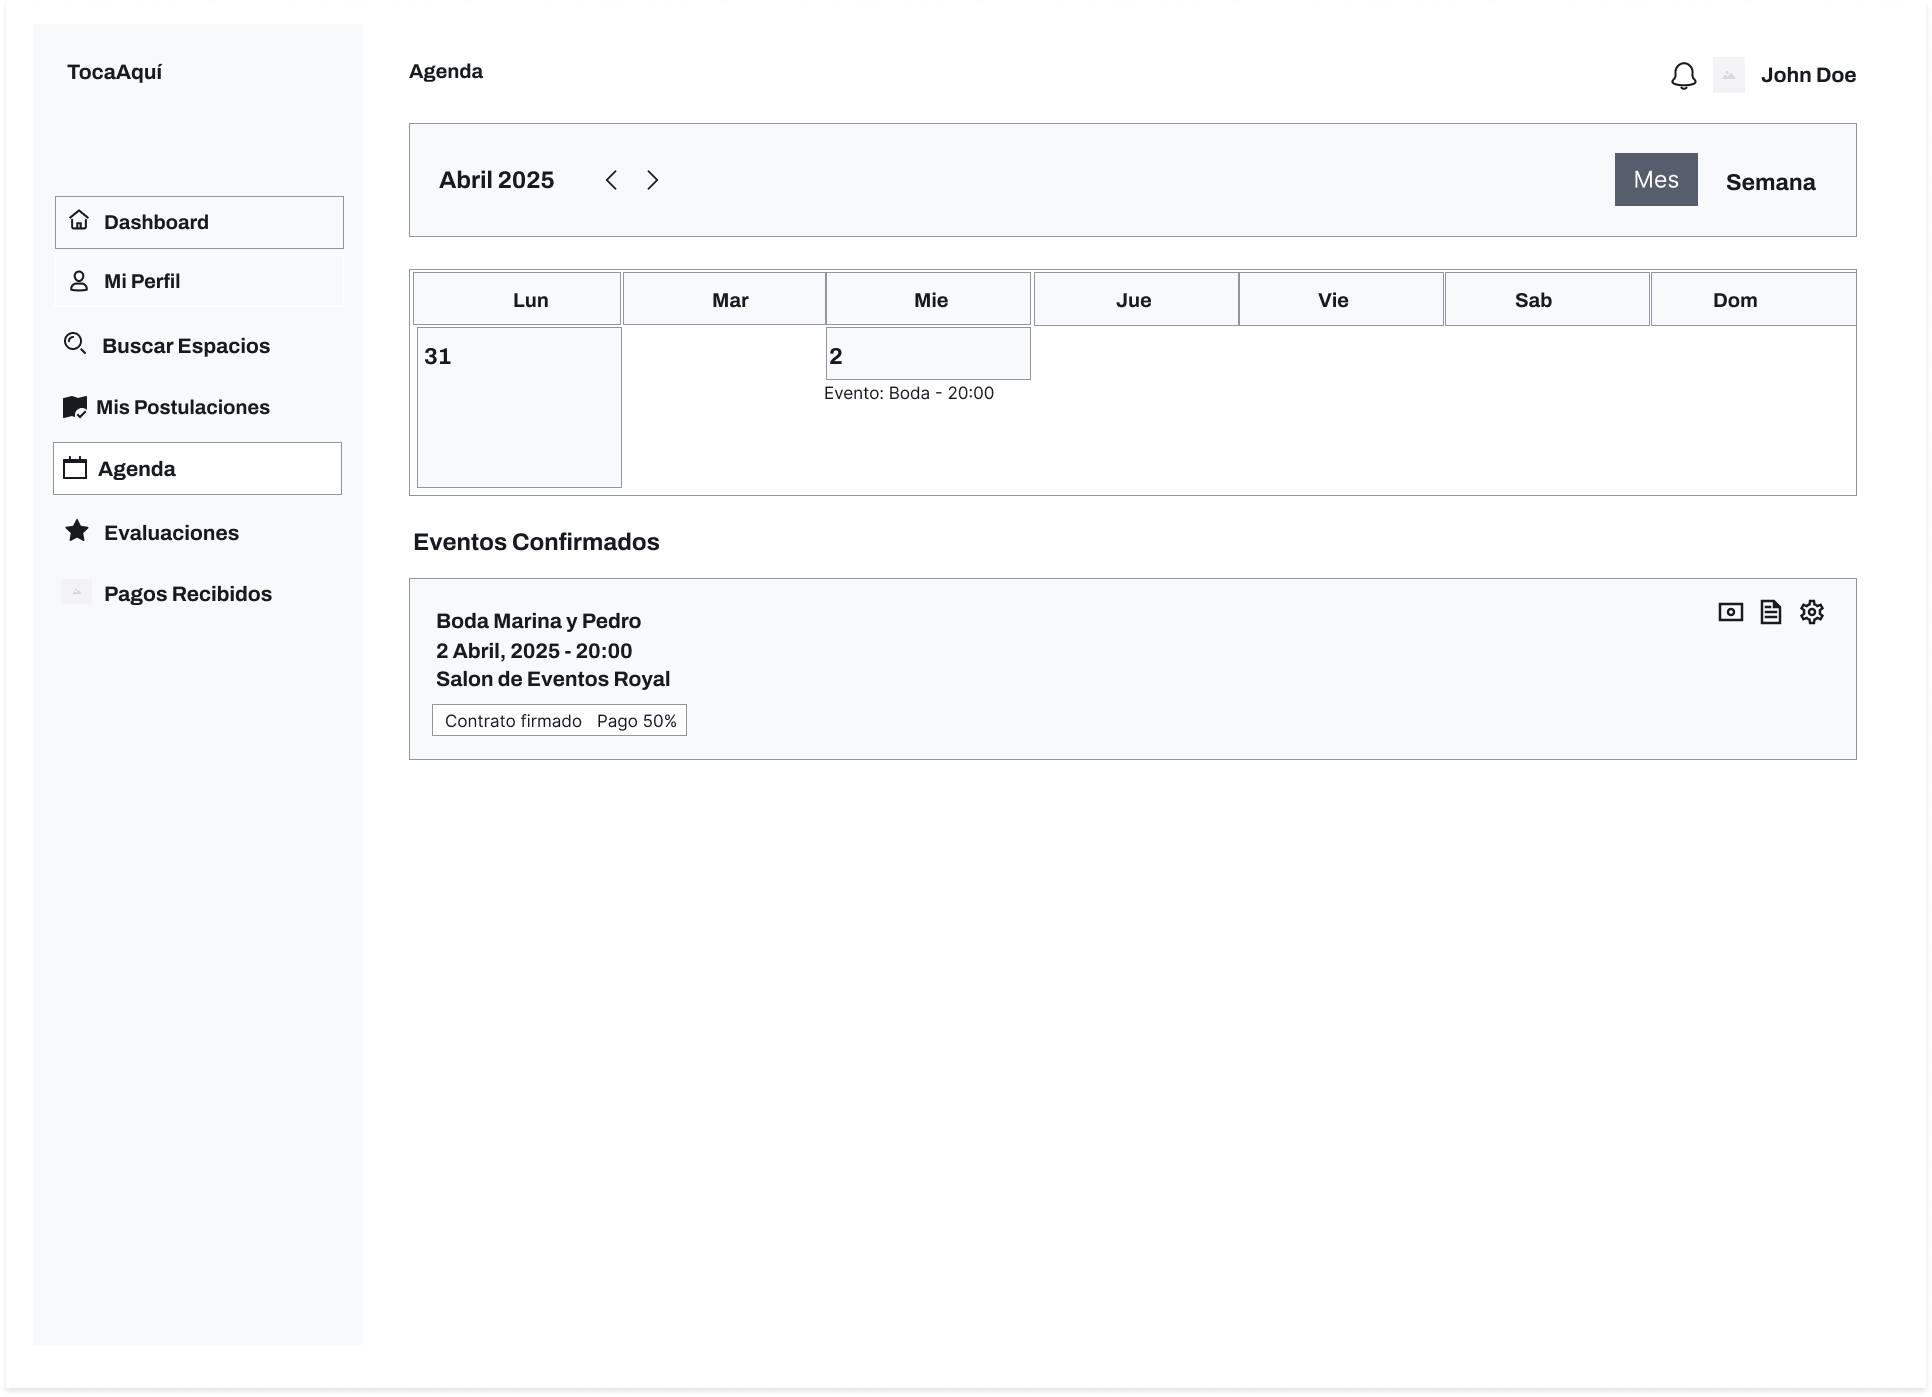 TocaAquí
Dashboard
Mi Perfil
Buscar Espacios
Mis Postulaciones
Agenda
Evaluaciones
Pagos Recibidos
Agenda
John Doe
Abril 2025
Mes
Semana
Lun Mar Mie Jue Vie Sab Dom
31
2
Evento: Boda - 20:00
Eventos Confirmados
Boda Marina y Pedro
2 Abril, 2025 - 20:00
Salon de Eventos Royal
Contrato firmado Pago 50%